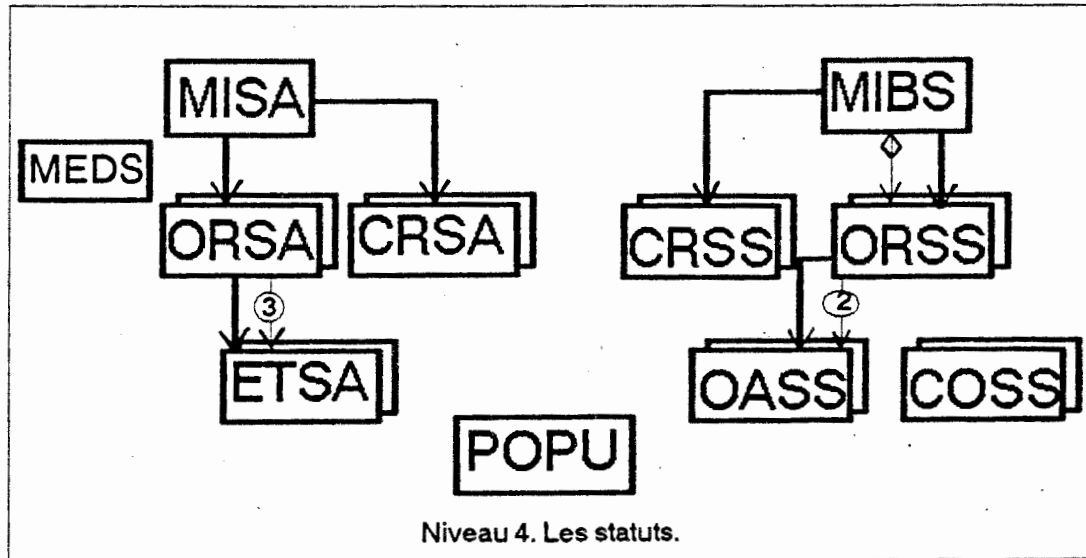 MISA
MIBS
MEDS
ORSA
CRSA
CRSS
ORSS
3
2
ETSA
OASS
COSS
POPU
Niveau 4. Les statuts.